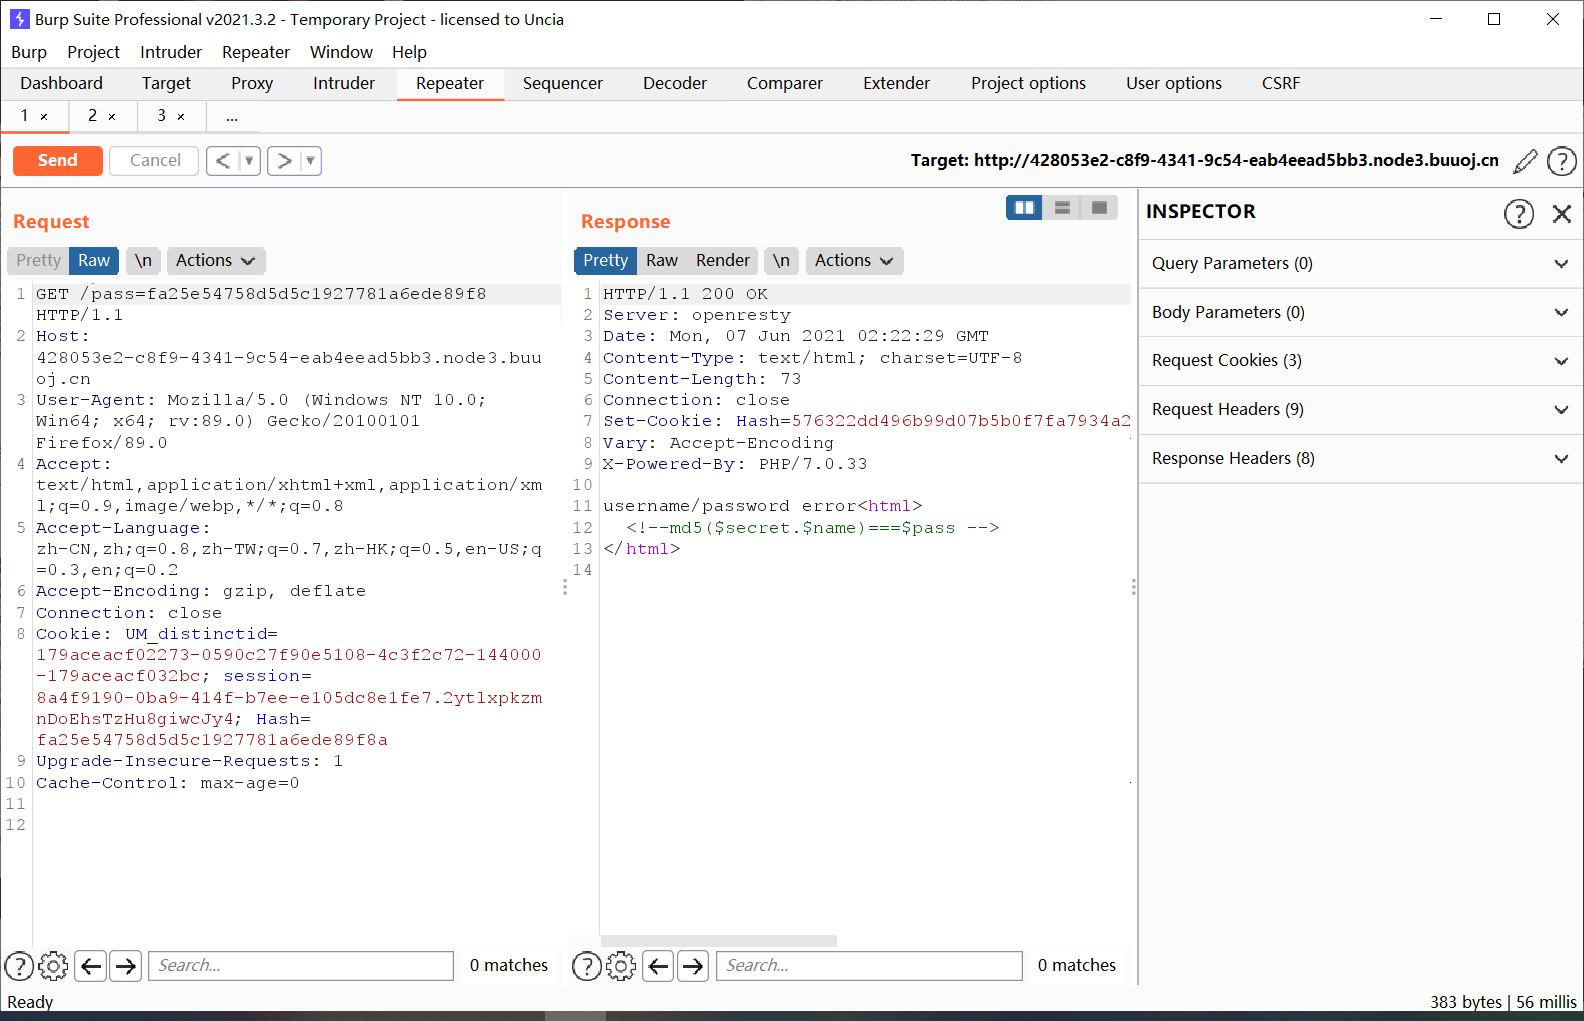 Burp Suite Professional v2021.3.2 - Temporary Project - licensed to Uncia
Burp Project Intruder Repeater Window Help
Dashboard Target Proxy Intruder Repeater Sequencer Decoder Comparer Extender Project options User options CSRF
1 × 2 × 3 × ...
Send Cancel < > Target: http://428053e2-c8f9-4341-9c54-eab4eead5bb3.node3.buuoj.cn ?
Request
Pretty Raw \n Actions
1 GET /pass=fa25e54758d5d5c1927781a6ede89f8
HTTP/1.1
2 Host:
428053e2-c8f9-4341-9c54-eab4eead5bb3.node3.buu
oj.cn
3 User-Agent: Mozilla/5.0 (Windows NT 10.0;
Win64; x64; rv:89.0) Gecko/20100101
Firefox/89.0
4 Accept:
text/html,application/xhtml+xml,application/xm
l;q=0.9,image/webp,*/*;q=0.8
5 Accept-Language:
zh-CN,zh;q=0.8,zh-TW;q=0.7,zh-HK;q=0.5,en-US;q
=0.3,en;q=0.2
6 Accept-Encoding: gzip, deflate
7 Connection: close
8 Cookie: UM_distinctid=
179aceacf02273-0590c27f90e5108-4c3f2c72-144000
-179aceacf032bc; session=
8a4f9190-0ba9-414f-b7ee-e105dc8e1fe7.2ytlxpkzm
nDoEhsTzHu8giwcJy4; Hash=
fa25e54758d5d5c1927781a6ede89f8a
9 Upgrade-Insecure-Requests: 1
10 Cache-Control: max-age=0
11
12
? Search... 0 matches
Response
Pretty Raw Render \n Actions
1 HTTP/1.1 200 OK
2 Server: openresty
3 Date: Mon, 07 Jun 2021 02:22:29 GMT
4 Content-Type: text/html; charset=UTF-8
5 Content-Length: 73
6 Connection: close
7 Set-Cookie: Hash=576322dd496b99d07b5b0f7fa7934a2
8 Vary: Accept-Encoding
9 X-Powered-By: PHP/7.0.33
10
11 username/password error<html>
12 <!--md5($secret.$name)===$pass -->
13 </html>
14
? Search... 0 matches
INSPECTOR ?
Query Parameters (0)
Body Parameters (0)
Request Cookies (3)
Request Headers (9)
Response Headers (8)
Ready 383 bytes | 56 millis